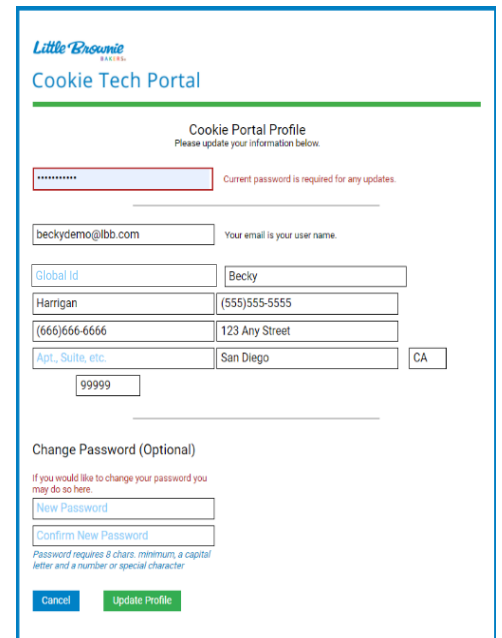 Little Brownie
BAKERS.
Cookie Tech Portal
Cookie Portal Profile
Please update your information below.
••••••••••• Current password is required for any updates.
beckydemo@lbb.com Your email is your user name.
Global Id Becky
Harrigan (555)555-5555
(666)666-6666 123 Any Street
Apt., Suite, etc. San Diego CA
99999
Change Password (Optional)
If you would like to change your password you
may do so here.
New Password
Confirm New Password
Password requires 8 chars. minimum, a capital
letter and a number or special character
Cancel Update Profile